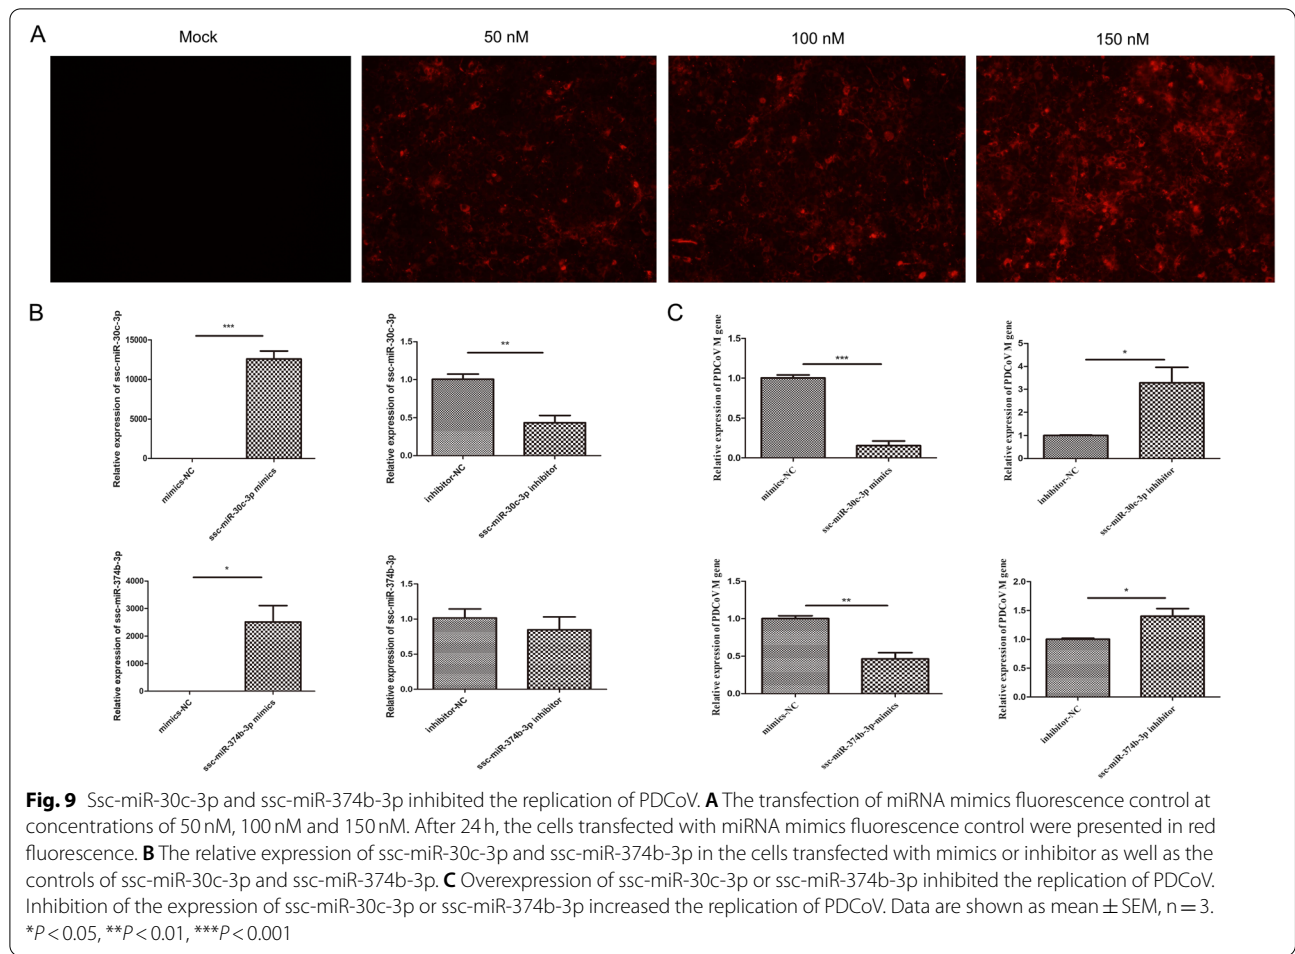 A
Mock
50 nM
100 nM
150 nM
B
Relative expression of ssc-miR-30c-3p
15000
10000
5000
0
***
mimics-NC
ssc-miR-30c-3p mimics
Relative expression of ssc-miR-30c-3p
1.5
1.0
0.5
0.0
**
inhibitor-NC
ssc-miR-30c-3p inhibitor
C
Relative expression of PDCoV M gene
1.5
1.0
0.5
0.0
***
mimics-NC
ssc-miR-30c-3p mimics
Relative expression of PDCoV M gene
5
4
3
2
1
0
*
inhibitor-NC
ssc-miR-30c-3p inhibitor
Relative expression of ssc-miR-374b-3p
4000
3000
2000
1000
0
*
mimics-NC
ssc-miR-374b-3p mimics
Relative expression of ssc-miR-374b-3p
1.5
1.0
0.5
0.0
inhibitor-NC
ssc-miR-374b-3p inhibitor
Relative expression of PDCoV M gene
1.5
1.0
0.5
0.0
**
mimics-NC
ssc-miR-374b-3p-mimics
Relative expression of PDCoV M gene
2.0
1.5
1.0
0.5
0.0
*
inhibitor-NC
ssc-miR-374b-3p inhibitor
Fig. 9 Ssc-miR-30c-3p and ssc-miR-374b-3p inhibited the replication of PDCoV. A The transfection of miRNA mimics fluorescence control at
concentrations of 50 nM, 100 nM and 150 nM. After 24 h, the cells transfected with miRNA mimics fluorescence control were presented in red
fluorescence. B The relative expression of ssc-miR-30c-3p and ssc-miR-374b-3p in the cells transfected with mimics or inhibitor as well as the
controls of ssc-miR-30c-3p and ssc-miR-374b-3p. C Overexpression of ssc-miR-30c-3p or ssc-miR-374b-3p inhibited the replication of PDCoV.
Inhibition of the expression of ssc-miR-30c-3p or ssc-miR-374b-3p increased the replication of PDCoV. Data are shown as mean ± SEM, n = 3.
*P < 0.05, **P < 0.01, ***P < 0.001